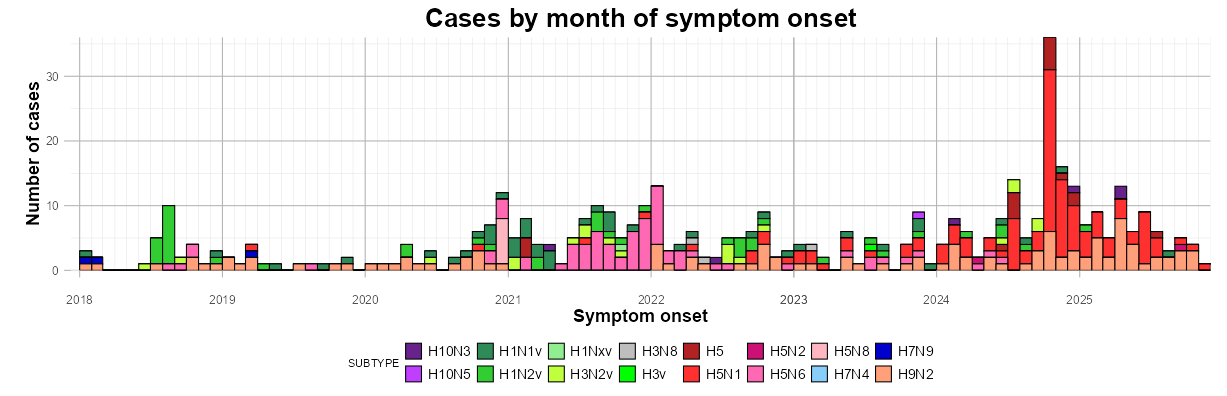 Cases by month of symptom onset
Number of cases
30
20
10
0
2018 2019 2020 2021 2022 2023 2024 2025
Symptom onset
SUBTYPE
H10N3 H1N1v H1Nxv H3N8 H5 H5N2 H5N8 H7N9
H10N5 H1N2v H3N2v H3v H5N1 H5N6 H7N4 H9N2